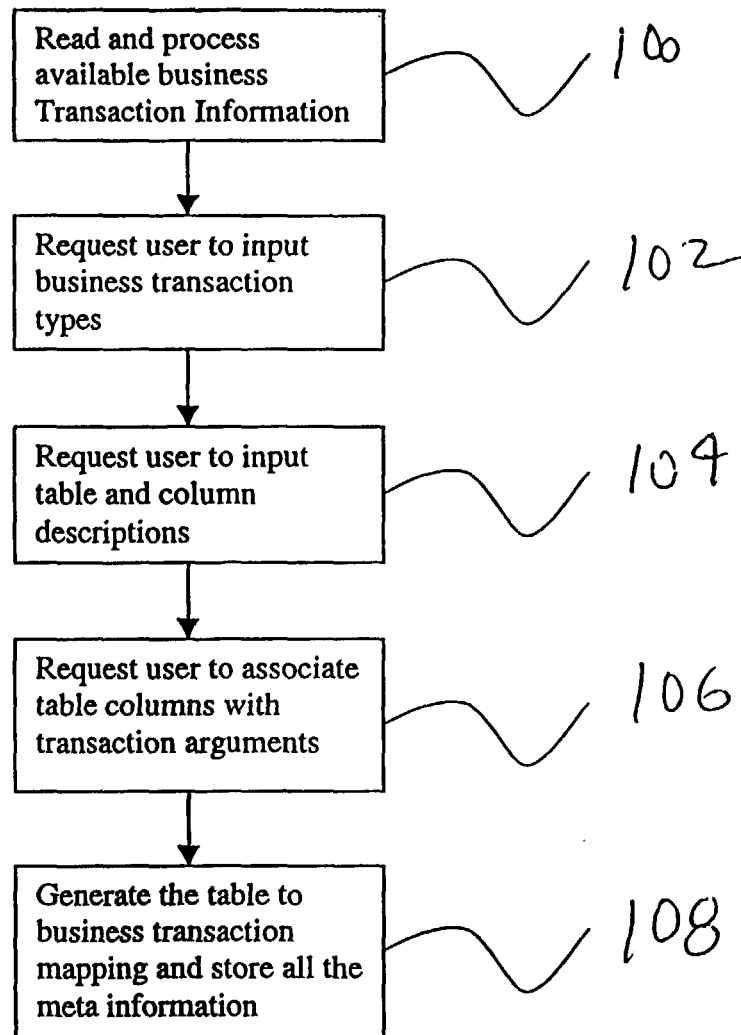 Read and process
available business
Transaction Information
100
Request user to input
business transaction
types
102
Request user to input
table and column
descriptions
104
Request user to associate
table columns with
transaction arguments
106
Generate the table to
business transaction
mapping and store all the
meta information
108